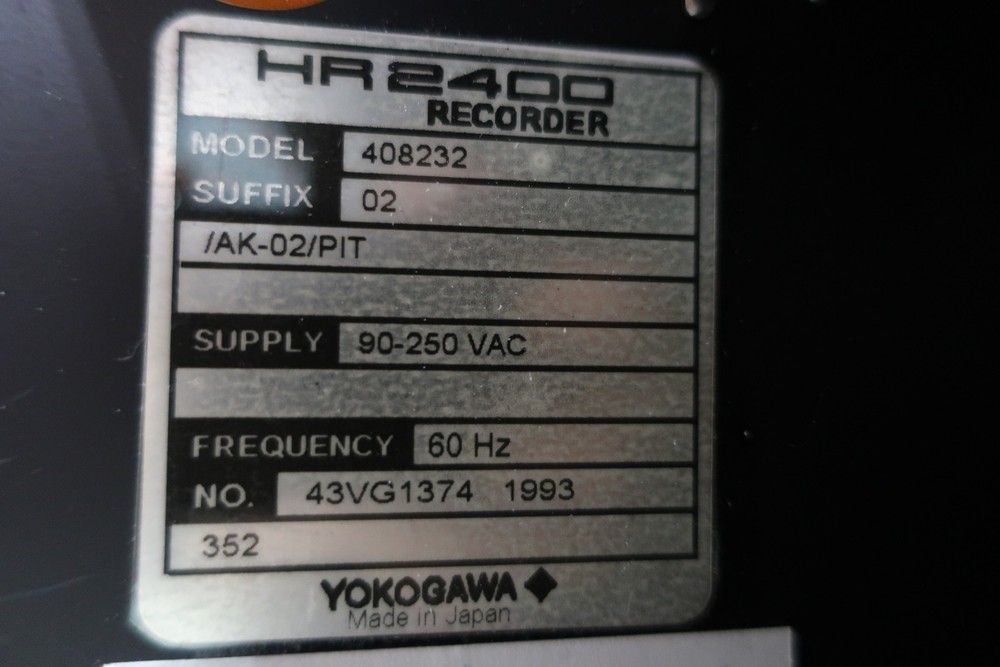 HR2400
RECORDER
MODEL 408232
SUFFIX 02
/AK-02/PIT
SUPPLY 90-250 VAC
FREQUENCY 60 Hz
NO. 43VG1374 1993
352
YOKOGAWA
Made in Japan